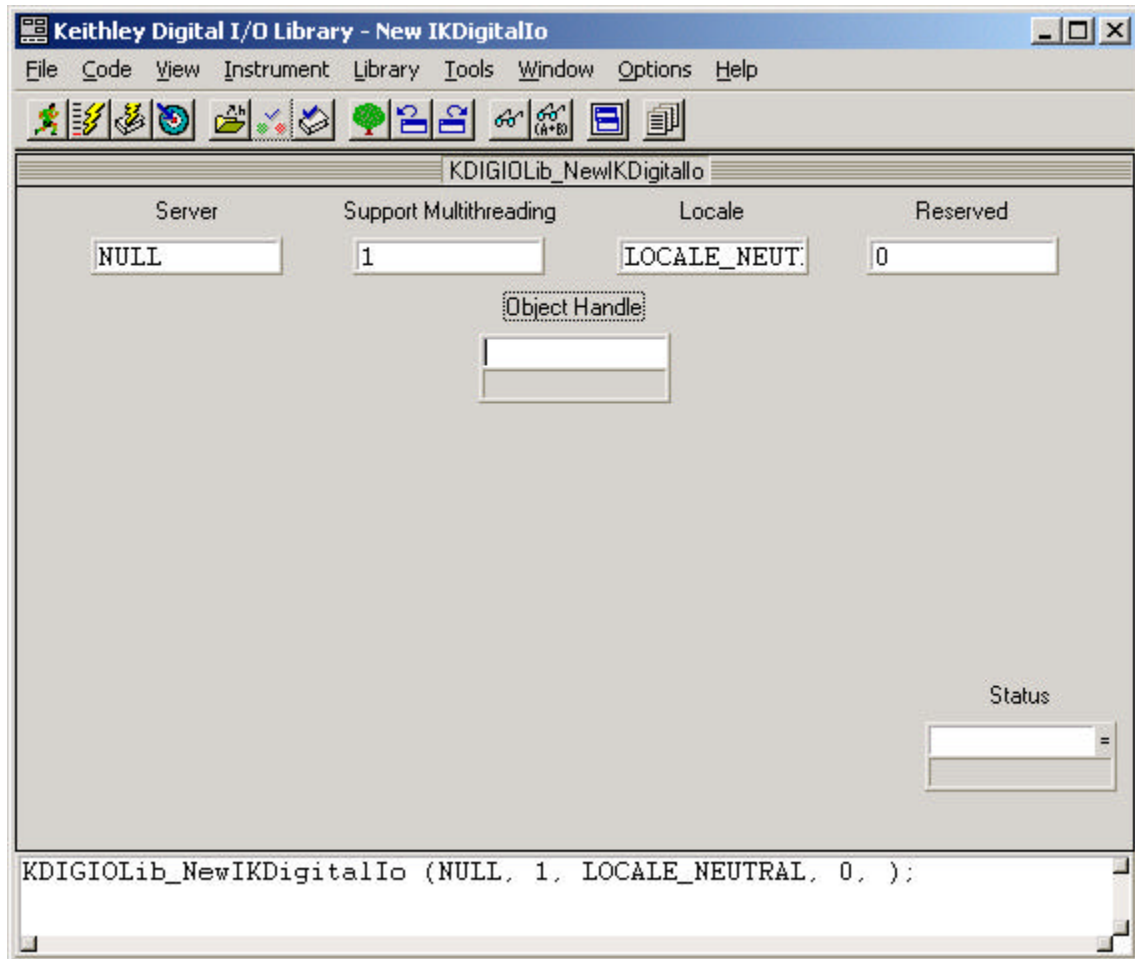 Keithley Digital I/O Library - New IKDigitalIo
File Code View Instrument Library Tools Window Options Help
(A+B)
KDIGIOLib_NewIKDigitalIo
Server Support Multithreading Locale Reserved
NULL 1 LOCALE_NEUT. 0
Object Handle
Status
=
KDIGIOLib_NewIKDigitalIo (NULL, 1, LOCALE_NEUTRAL, 0, );